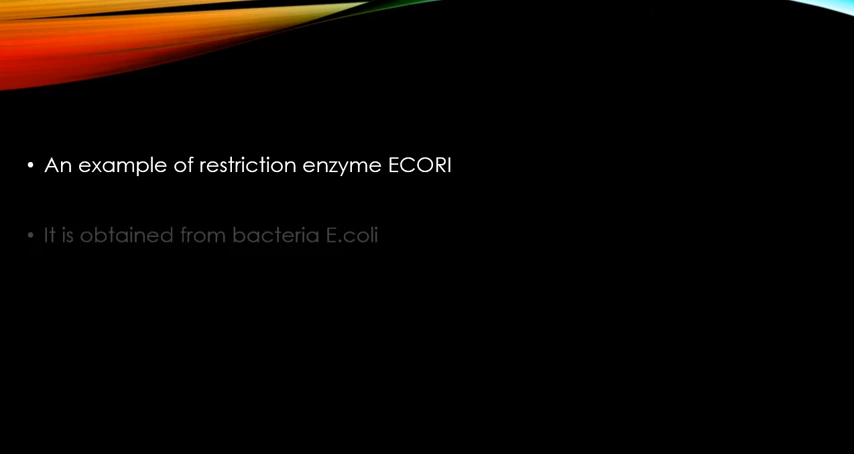 • An example of restriction enzyme ECORI
• It is obtained from bacteria E.coli